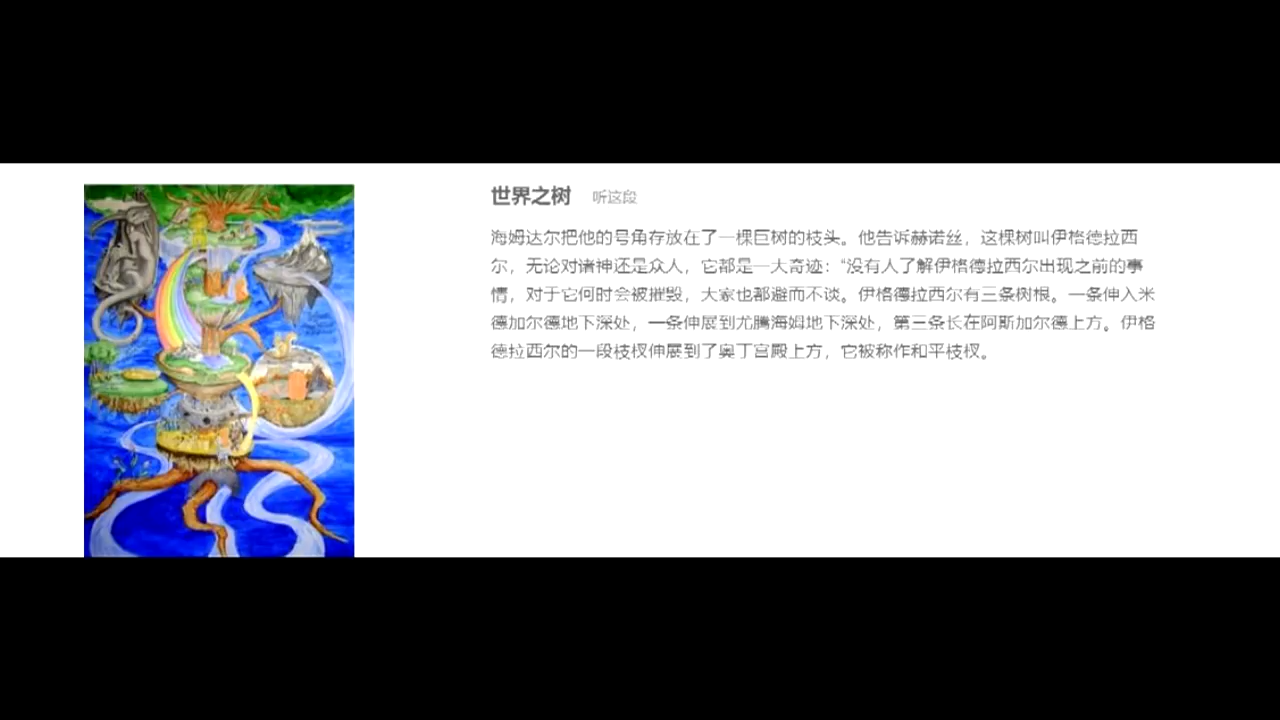 世界之树 听这段
海姆达尔把他的号角存放在了一棵巨树的枝头。他告诉赫诺丝，这棵树叫伊格德拉西
尔，无论对诸神还是众人，它都是一大奇迹：“没有人了解伊格德拉西尔出现之前的事
情，对于它何时会被摧毁，大家也都避而不谈。伊格德拉西尔有三条树根。一条伸入米
德加尔德地下深处，一条伸展到尤腾海姆地下深处，第三条长在阿斯加尔德上方。伊格
德拉西尔的一段枝杈伸展到了奥丁宫殿上方，它被称作和平枝杈。